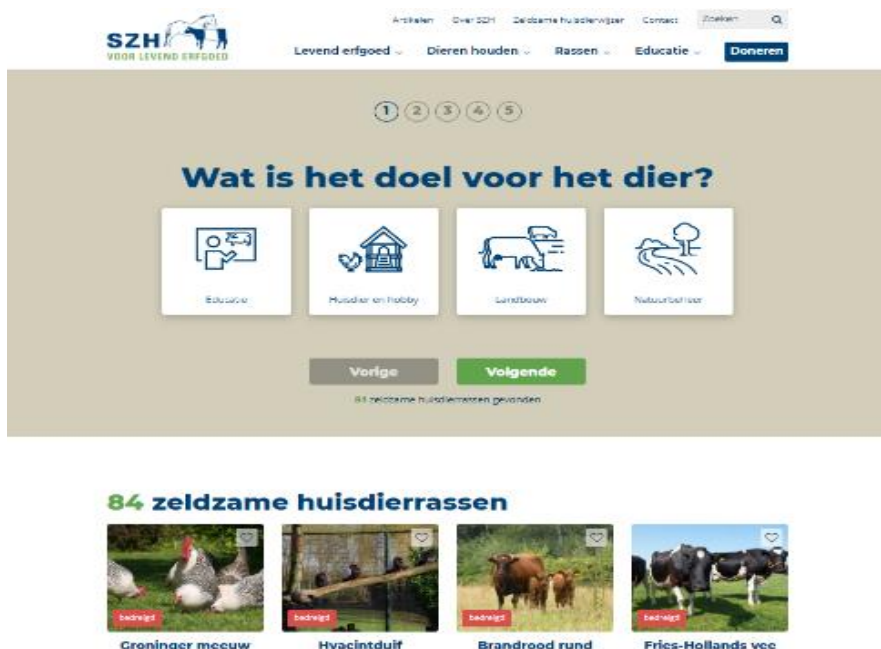 Artikelen Over SZH Zeldzame huisdierwijzer Contact Zoeken
SZH
VOOR LEVEND ERFGOED
Levend erfgoed Dieren houden Rassen Educatie Doneren
1 2 3 4 5
Wat is het doel voor het dier?
Educatie Huisdier en hobby Landbouw Natuurbeheer
Vorige Volgende
84 zeldzame huisdierrassen gevonden
84 zeldzame huisdierrassen
bedreigd bedreigd bedreigd bedreigd
Groninger meeuw Hyacintduif Brandrood rund Fries-Hollands vee